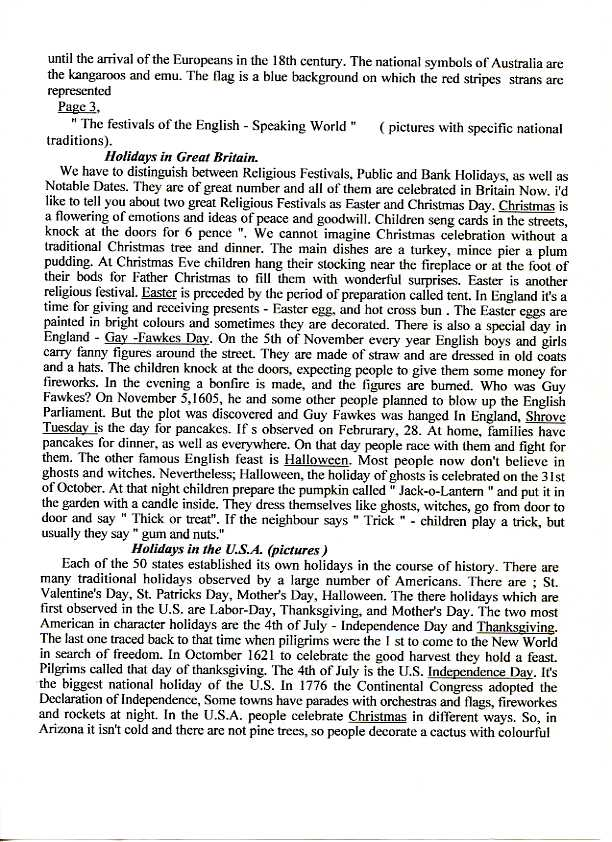 until the arrival of the Europeans in the 18th century. The national symbols of Australia are
the kangaroos and emu. The flag is a blue background on which the red stripes strans are
represented
Page 3,
" The festivals of the English - Speaking World " ( pictures with specific national
traditions).
Holidays in Great Britain.
We have to distinguish between Religious Festivals, Public and Bank Holidays, as well as
Notable Dates. They are of great number and all of them are celebrated in Britain Now. i'd
like to tell you about two great Religious Festivals as Easter and Christmas Day. Christmas is
a flowering of emotions and ideas of peace and goodwill. Children seng cards in the streets,
knock at the doors for 6 pence ". We cannot imagine Christmas celebration without a
traditional Christmas tree and dinner. The main dishes are a turkey, mince pier a plum
pudding. At Christmas Eve children hang their stocking near the fireplace or at the foot of
their bods for Father Christmas to fill them with wonderful surprises. Easter is another
religious festival. Easter is preceded by the period of preparation called tent. In England it's a
time for giving and receiving presents - Easter egg, and hot cross bun . The Easter eggs are
painted in bright colours and sometimes they are decorated. There is also a special day in
England - Gay -Fawkes Day. On the 5th of November every year English boys and girls
carry fanny figures around the street. They are made of straw and are dressed in old coats
and a hats. The children knock at the doors, expecting people to give them some money for
fireworks. In the evening a bonfire is made, and the figures are burned. Who was Guy
Fawkes? On November 5,1605, he and some other people planned to blow up the English
Parliament. But the plot was discovered and Guy Fawkes was hanged In England, Shrove
Tuesday is the day for pancakes. If s observed on Februrary, 28. At home, families have
pancakes for dinner, as well as everywhere. On that day people race with them and fight for
them. The other famous English feast is Halloween. Most people now don't believe in
ghosts and witches. Nevertheless; Halloween, the holiday of ghosts is celebrated on the 31st
of October. At that night children prepare the pumpkin called " Jack-o-Lantern " and put it in
the garden with a candle inside. They dress themselves like ghosts, witches, go from door to
door and say " Thick or treat". If the neighbour says " Trick " - children play a trick, but
usually they say " gum and nuts."
Holidays in the U.S.A. (pictures )
Each of the 50 states established its own holidays in the course of history. There are
many traditional holidays observed by a large number of Americans. There are ; St.
Valentine's Day, St. Patricks Day, Mother's Day, Halloween. The there holidays which are
first observed in the U.S. are Labor-Day, Thanksgiving, and Mother's Day. The two most
American in character holidays are the 4th of July - Independence Day and Thanksgiving.
The last one traced back to that time when piligrims were the 1 st to come to the New World
in search of freedom. In Octomber 1621 to celebrate the good harvest they hold a feast.
Pilgrims called that day of thanksgiving. The 4th of July is the U.S. Independence Day. It's
the biggest national holiday of the U.S. In 1776 the Continental Congress adopted the
Declaration of Independence, Some towns have parades with orchestras and flags, fireworkes
and rockets at night. In the U.S.A. people celebrate Christmas in different ways. So, in
Arizona it isn't cold and there are not pine trees, so people decorate a cactus with colourful